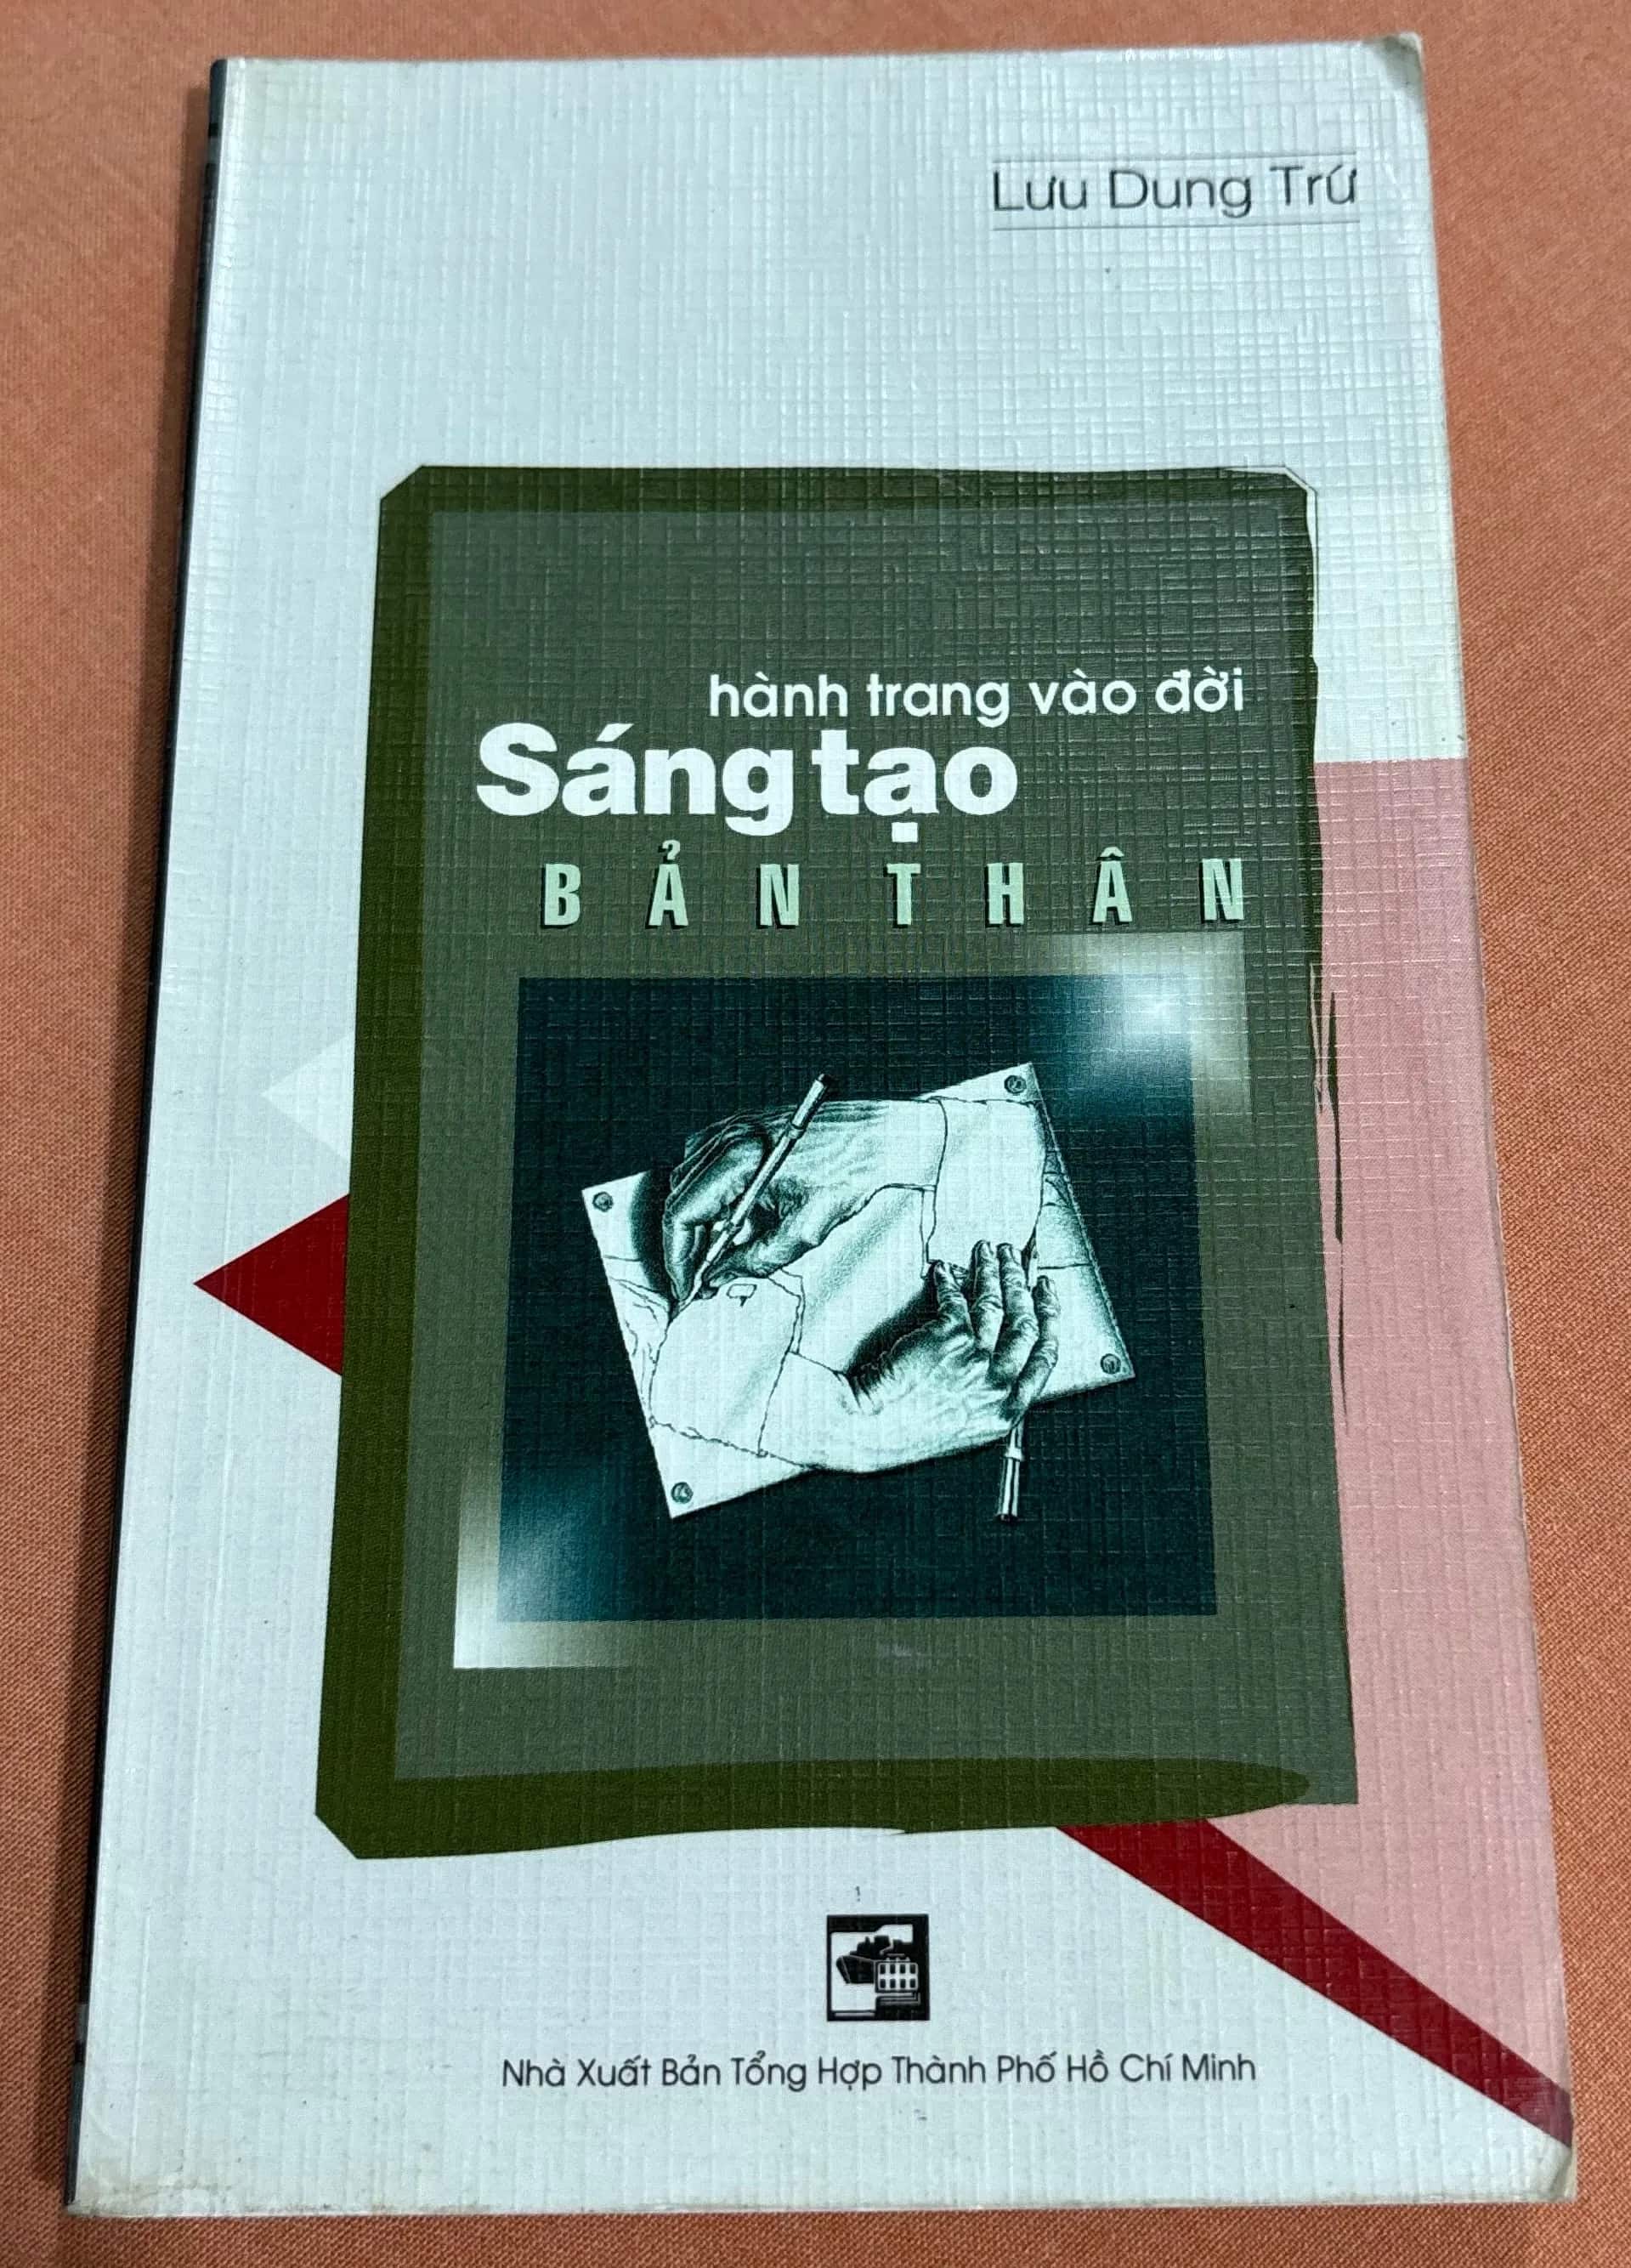 Lưu Dung Trứ
hành trang vào đời
Sáng tạo
BẢN THÂN
Nhà Xuất Bản Tổng Hợp Thành Phố Hồ Chí Minh